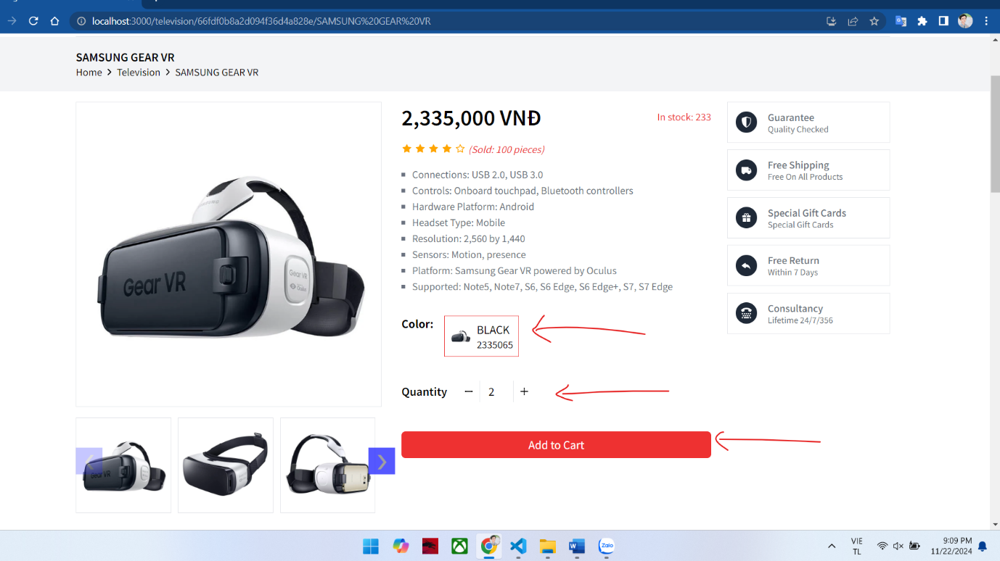 localhost:3000/television/66fdf0b8a2d094f36d4a828e/SAMSUNG%20GEAR%20VR
SAMSUNG GEAR VR
Home > Television > SAMSUNG GEAR VR
Gear VR
Gear VR
2,335,000 VNĐ
In stock: 233
(Sold: 100 pieces)
Connections: USB 2.0, USB 3.0
Controls: Onboard touchpad, Bluetooth controllers
Hardware Platform: Android
Headset Type: Mobile
Resolution: 2,560 by 1,440
Sensors: Motion, presence
Platform: Samsung Gear VR powered by Oculus
Supported: Note5, Note7, S6, S6 Edge, S6 Edge+, S7, S7 Edge
Color:
BLACK
2335065
Quantity − 2 +
Add to Cart
Guarantee
Quality Checked
Free Shipping
Free On All Products
Special Gift Cards
Special Gift Cards
Free Return
Within 7 Days
Consultancy
Lifetime 24/7/356
Gear VR
Zalo
VIE
TL
9:09 PM
11/22/2024